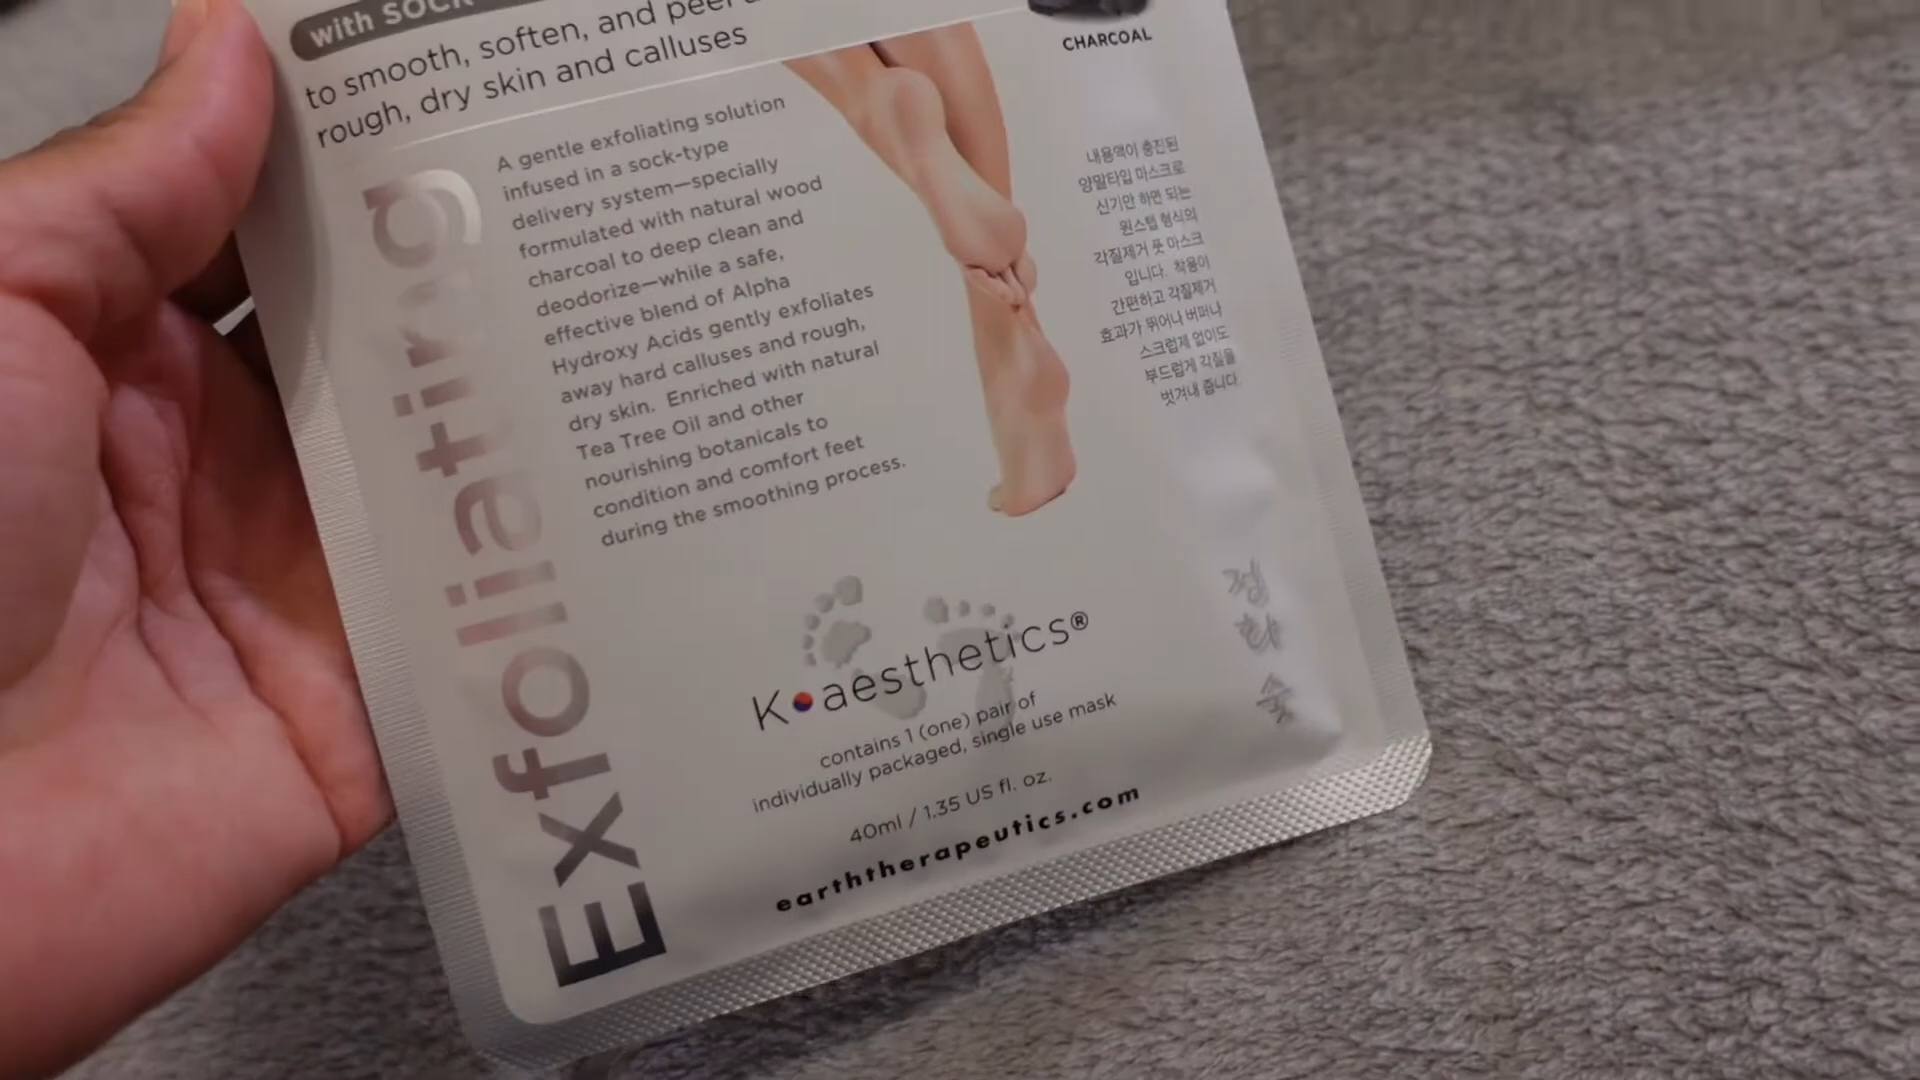 with SOCK
to smooth, soften, and peel
rough, dry skin and calluses
CHARCOAL
Exfoliating
A gentle exfoliating solution
infused in a sock-type
delivery system—specially
formulated with natural wood
charcoal to deep clean and
deodorize—while a safe,
effective blend of Alpha
Hydroxy Acids gently exfoliates
away hard calluses and rough,
dry skin. Enriched with natural
Tea Tree Oil and other
nourishing botanicals to
condition and comfort feet
during the smoothing process.
내용액이 충진된
양말타입 마스크로
신기만 하면 되는
원스텝 형식의
각질제거 풋 마스크
입니다. 착용이
간편하고 각질제거
효과가 뛰어나 버퍼나
스크럽제 없이도
부드럽게 각질을
벗겨내 줍니다.
K aesthetics®
contains 1 (one) pair of
individually packaged, single use mask
40ml / 1.35 US fl. oz.
earththerapeutics.com